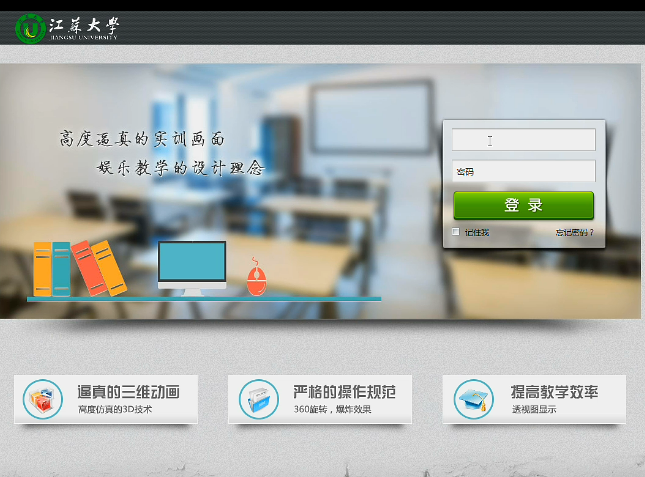 江苏大学
JIANGSU UNIVERSITY
高度逼真的实训画面
娱乐教学的设计理念
密码
登录
记住我
忘记密码？
逼真的三维动画
高度仿真的3D技术
严格的操作规范
360旋转，爆炸效果
提高教学效率
透视图显示